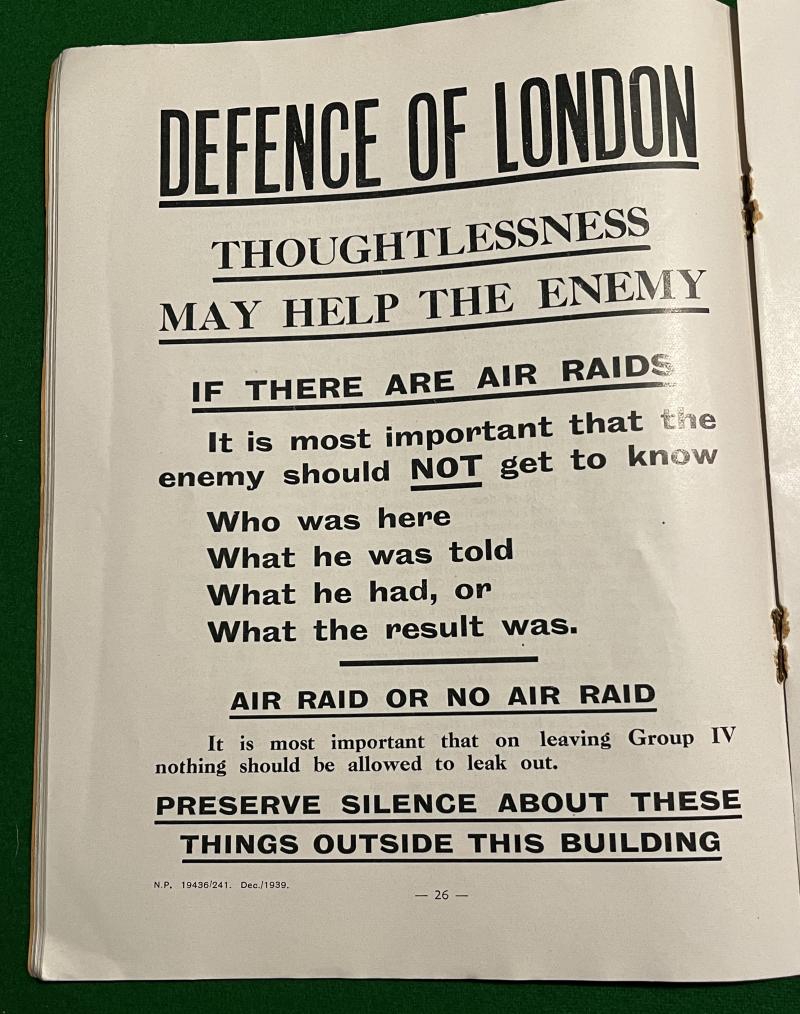 DEFENCE OF LONDON
THOUGHTLESSNESS
MAY HELP THE ENEMY
IF THERE ARE AIR RAIDS
It is most important that the
enemy should NOT get to know
Who was here
What he was told
What he had, or
What the result was.
AIR RAID OR NO AIR RAID
It is most important that on leaving Group IV
nothing should be allowed to leak out.
PRESERVE SILENCE ABOUT THESE
THINGS OUTSIDE THIS BUILDING
N.P. 19436/241. Dec./1939.
— 26 —